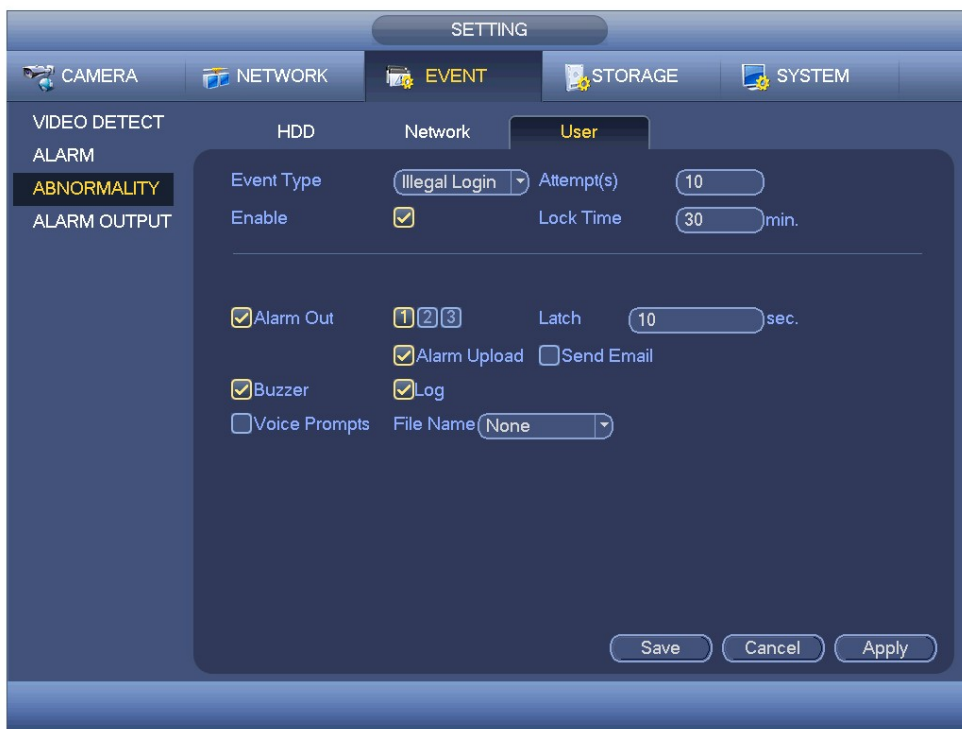 SETTING
CAMERA NETWORK EVENT STORAGE SYSTEM
VIDEO DETECT
ALARM
ABNORMALITY
ALARM OUTPUT
HDD Network User
Event Type Illegal Login Attempt(s) 10
Enable Lock Time 30 min.
Alarm Out 1 2 3 Latch 10 sec.
Alarm Upload Send Email
Buzzer Log
Voice Prompts File Name None
Save Cancel Apply